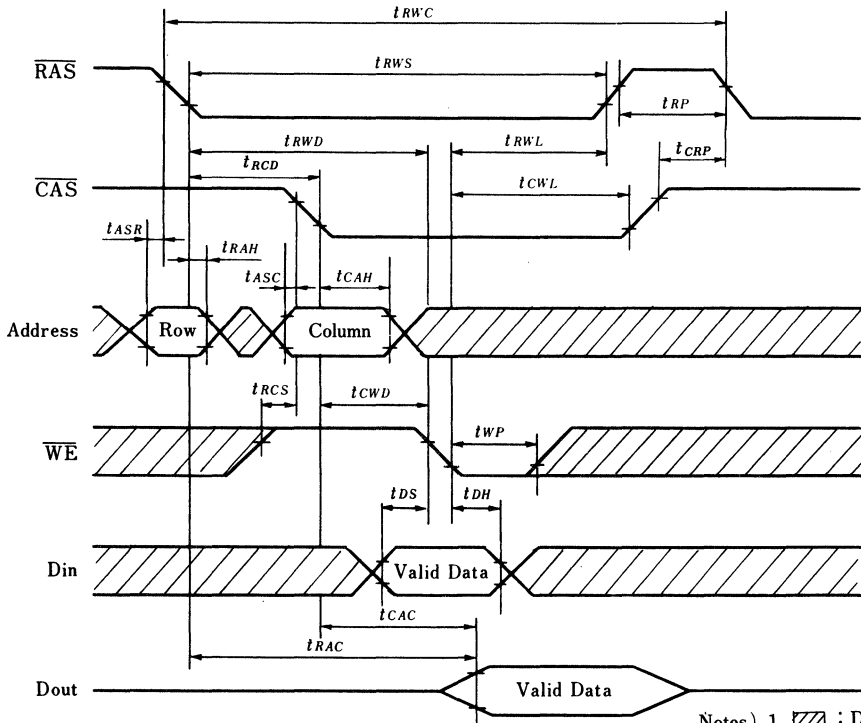 tRWC
RAS
tRWS
tRP
tRWD
tRWL
tCRP
tRCD
CAS
tCWL
tASR
tRAH
tASC
tCAH
Address
Row
Column
tRCS
tCWD
WE
tWP
tDS
tDH
Din
Valid Data
tCAC
tRAC
Dout
Valid Data
Notes) 1. : D